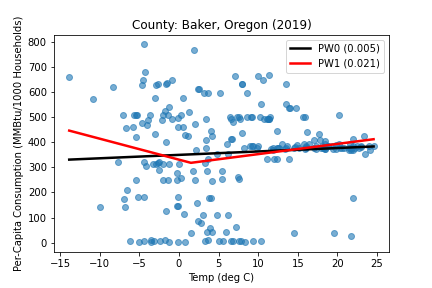 County: Baker, Oregon (2019)
Per-Capita Consumption (MMBtu/1000 Households)
800
700
600
500
400
300
200
100
0
PW0 (0.005)
PW1 (0.021)
−15 −10 −5 0 5 10 15 20 25
Temp (deg C)